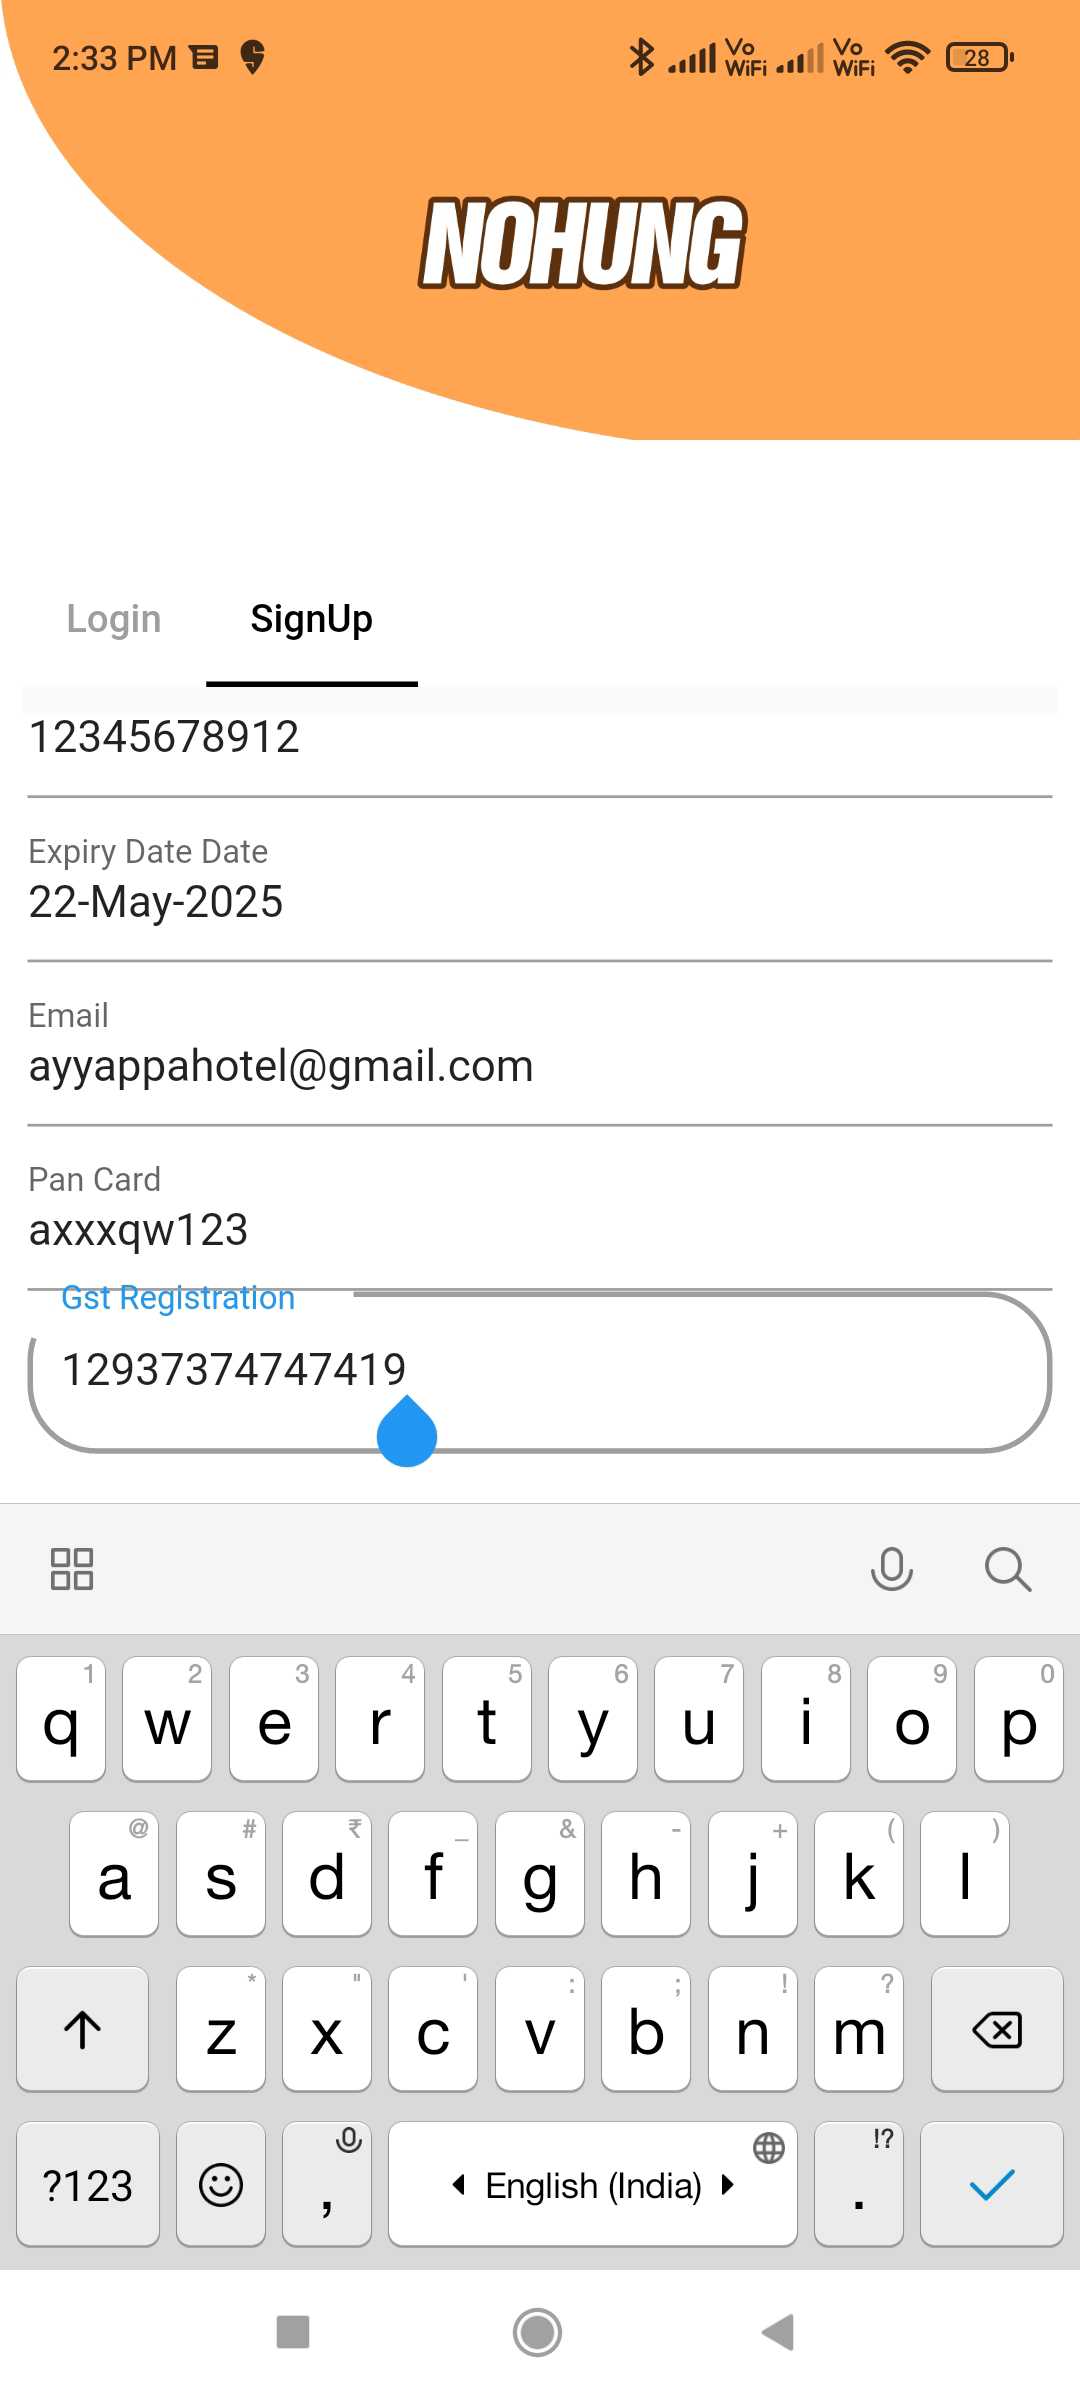 2:33 PM
Vo WiFi Vo WiFi 28
NOHUNG
Login SignUp
12345678912
Expiry Date Date
22-May-2025
Email
ayyappahotel@gmail.com
Pan Card
axxxqw123
Gst Registration
12937374747419
1 2 3 4 5 6 7 8 9 0
q w e r t y u i o p
@ # ₹ _ & - + ( )
a s d f g h j k l
* " ' : ; ! ?
z x c v b n m
!?
?123 , English (India) .